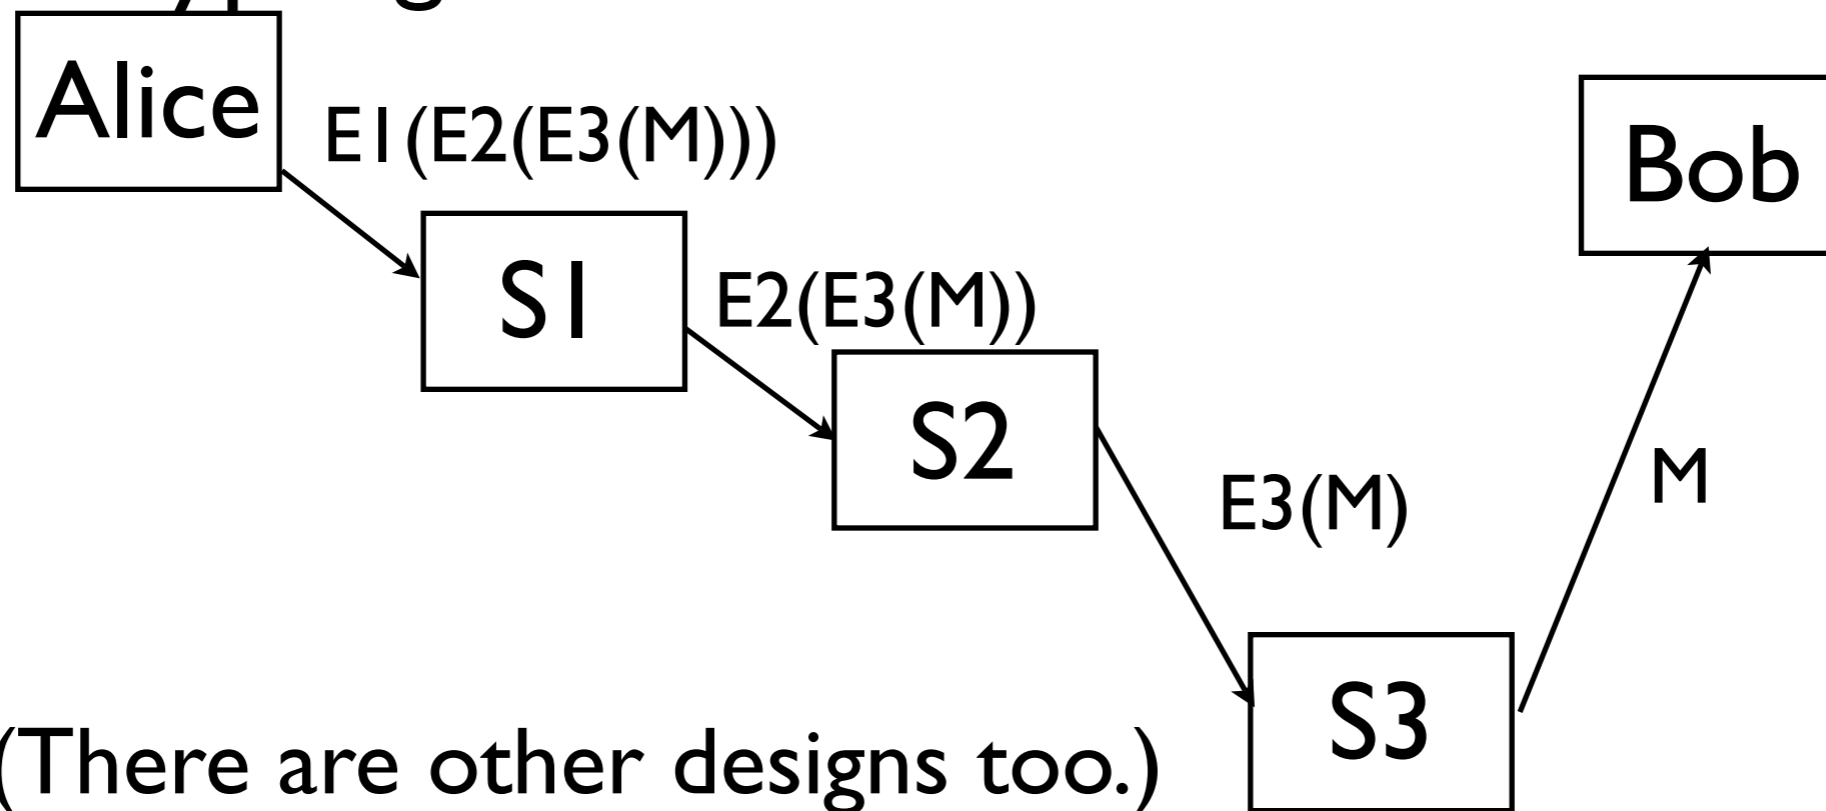 Alice
E1(E2(E3(M)))
Bob
S1
E2(E3(M))
S2
E3(M)
M
S3
(There are other designs too.)